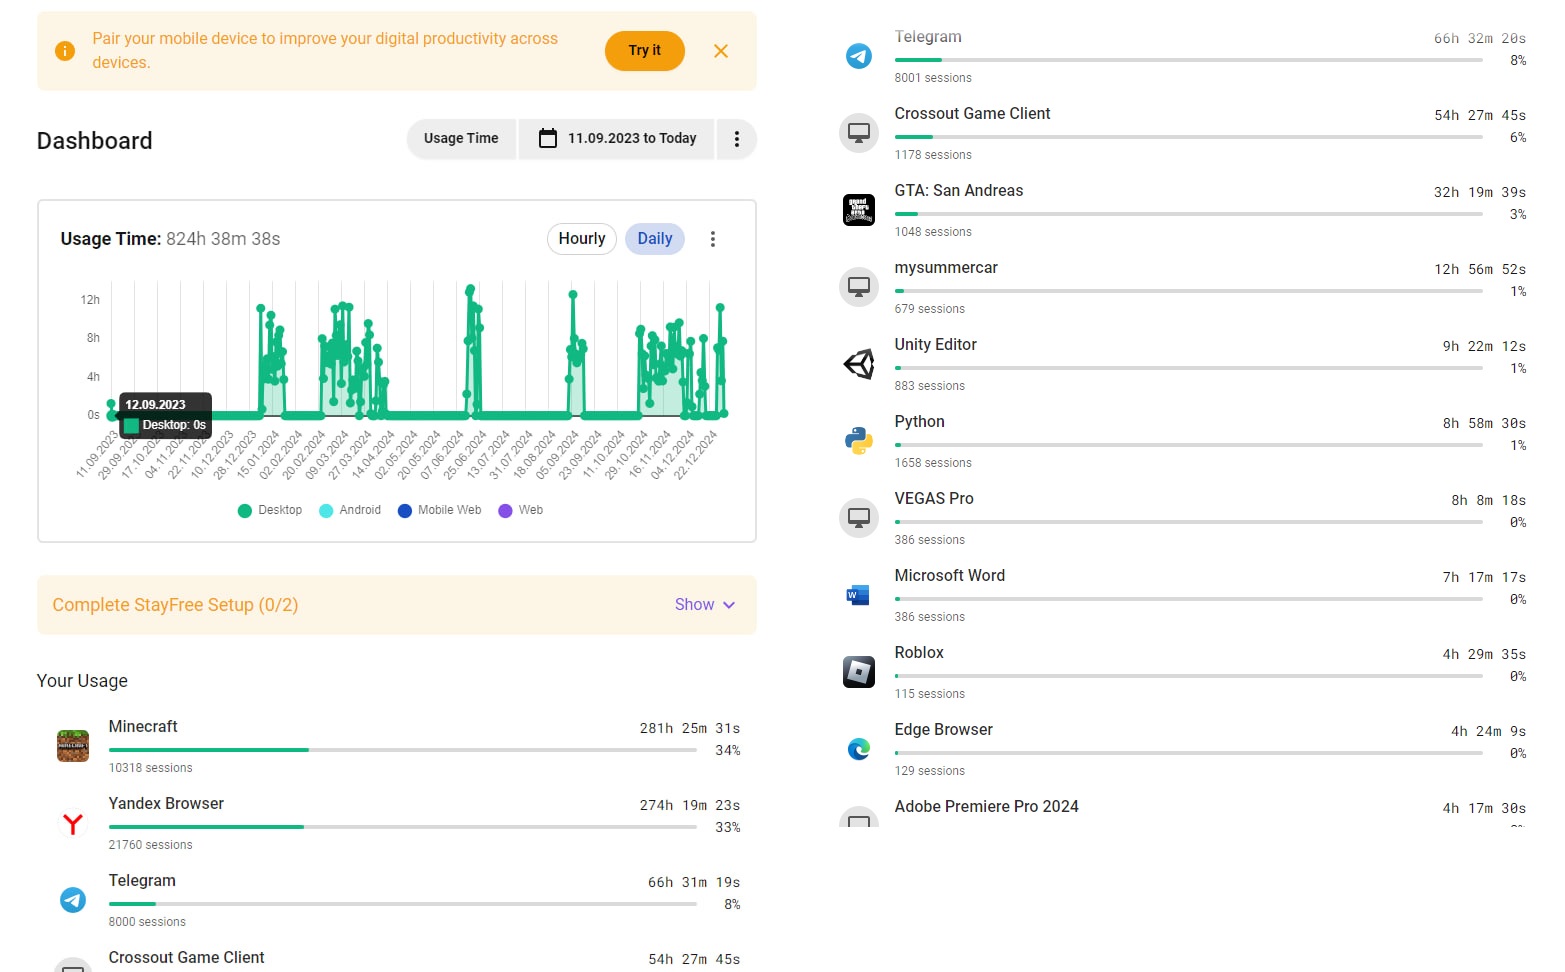 Pair your mobile device to improve your digital productivity across
devices.
Try it
Dashboard
Usage Time
11.09.2023 to Today
Usage Time: 824h 38m 38s
Hourly
Daily
12h
8h
4h
0s
12.09.2023
Desktop: 0s
11.09.2023
29.09.2023
17.10.2023
04.11.2023
22.11.2023
10.12.2023
28.12.2023
15.01.2024
02.02.2024
20.02.2024
09.03.2024
27.03.2024
14.04.2024
02.05.2024
20.05.2024
07.06.2024
25.06.2024
13.07.2024
31.07.2024
18.08.2024
05.09.2024
23.09.2024
11.10.2024
29.10.2024
16.11.2024
04.12.2024
22.12.2024
Desktop
Android
Mobile Web
Web
Complete StayFree Setup (0/2)
Show
Your Usage
Minecraft
281h 25m 31s
34%
10318 sessions
Yandex Browser
274h 19m 23s
33%
21760 sessions
Telegram
66h 31m 19s
8%
8000 sessions
Crossout Game Client
54h 27m 45s
Telegram
66h 32m 20s
8%
8001 sessions
Crossout Game Client
54h 27m 45s
6%
1178 sessions
GTA: San Andreas
32h 19m 39s
3%
1048 sessions
mysummercar
12h 56m 52s
1%
679 sessions
Unity Editor
9h 22m 12s
1%
883 sessions
Python
8h 58m 30s
1%
1658 sessions
VEGAS Pro
8h 8m 18s
0%
386 sessions
Microsoft Word
7h 17m 17s
0%
386 sessions
Roblox
4h 29m 35s
0%
115 sessions
Edge Browser
4h 24m 9s
0%
129 sessions
Adobe Premiere Pro 2024
4h 17m 30s